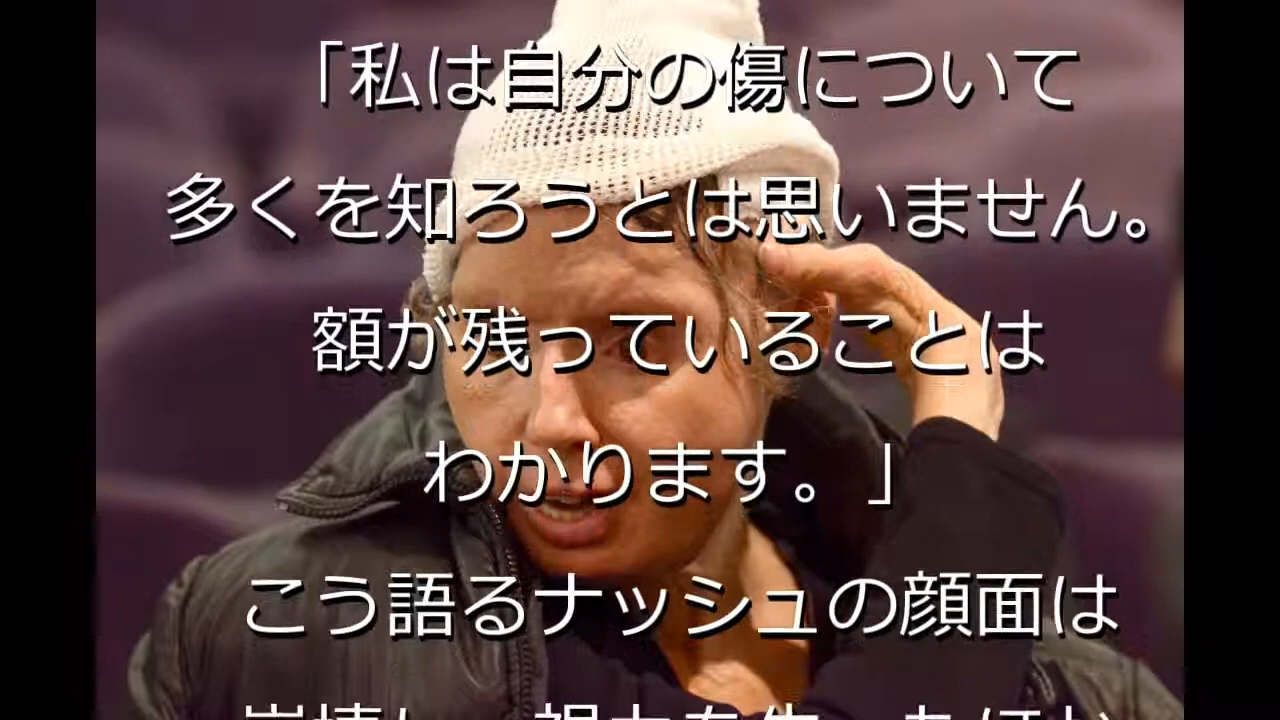 「私は自分の傷について
多くを知ろうとは思いません。
額が残っていることは
わかります。」
こう語るナッシュの顔面は